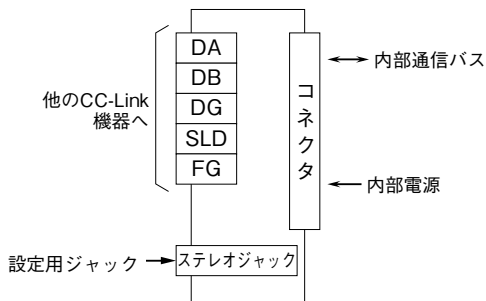 他のCC-Link
機器へ
DA
DB
DG
SLD
FG
コネクタ
内部通信バス
内部電源
設定用ジャック
ステレオジャック